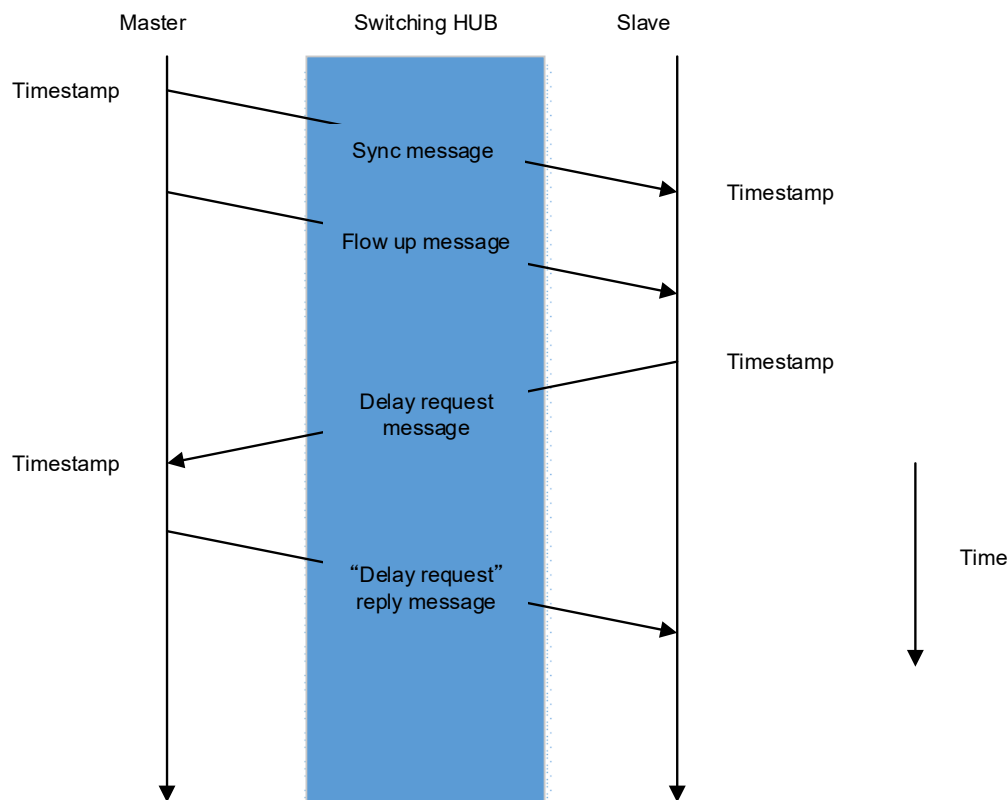 Master
Switching HUB
Slave
Timestamp
Sync message
Timestamp
Flow up message
Timestamp
Delay request
message
Timestamp
Time
“Delay request”
reply message